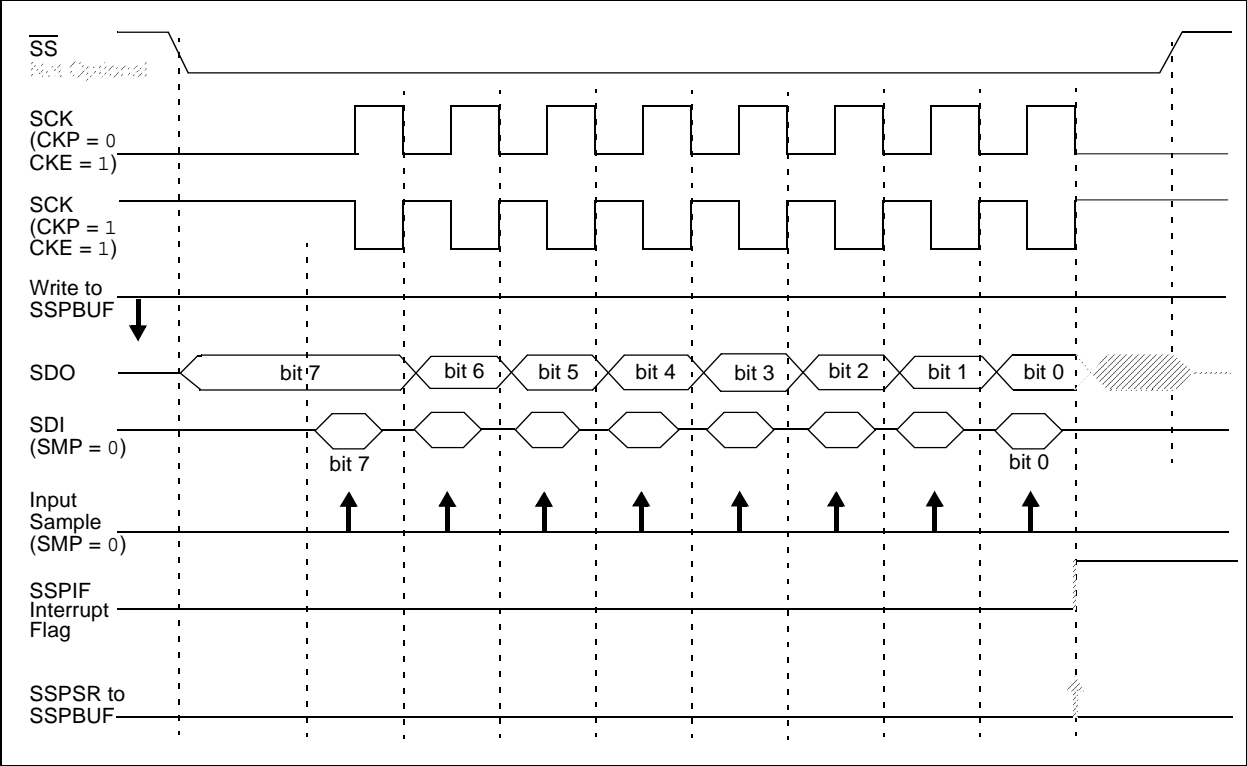 SS
Not Optional
SCK
(CKP = 0
CKE = 1)
SCK
(CKP = 1
CKE = 1)
Write to
SSPBUF
SDO
bit 7
bit 6
bit 5
bit 4
bit 3
bit 2
bit 1
bit 0
SDI
(SMP = 0)
bit 7
bit 0
Input
Sample
(SMP = 0)
SSPIF
Interrupt
Flag
SSPSR to
SSPBUF